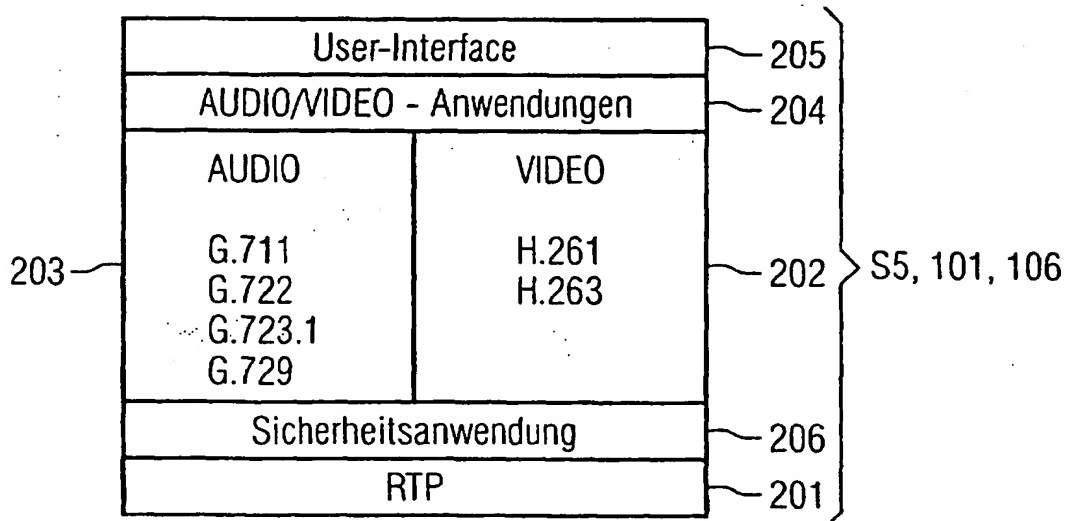 User-Interface 205
AUDIO/VIDEO - Anwendungen 204
AUDIO VIDEO
G.711 H.261
203 G.722 H.263 202 S5, 101, 106
G.723.1
G.729
Sicherheitsanwendung 206
RTP 201